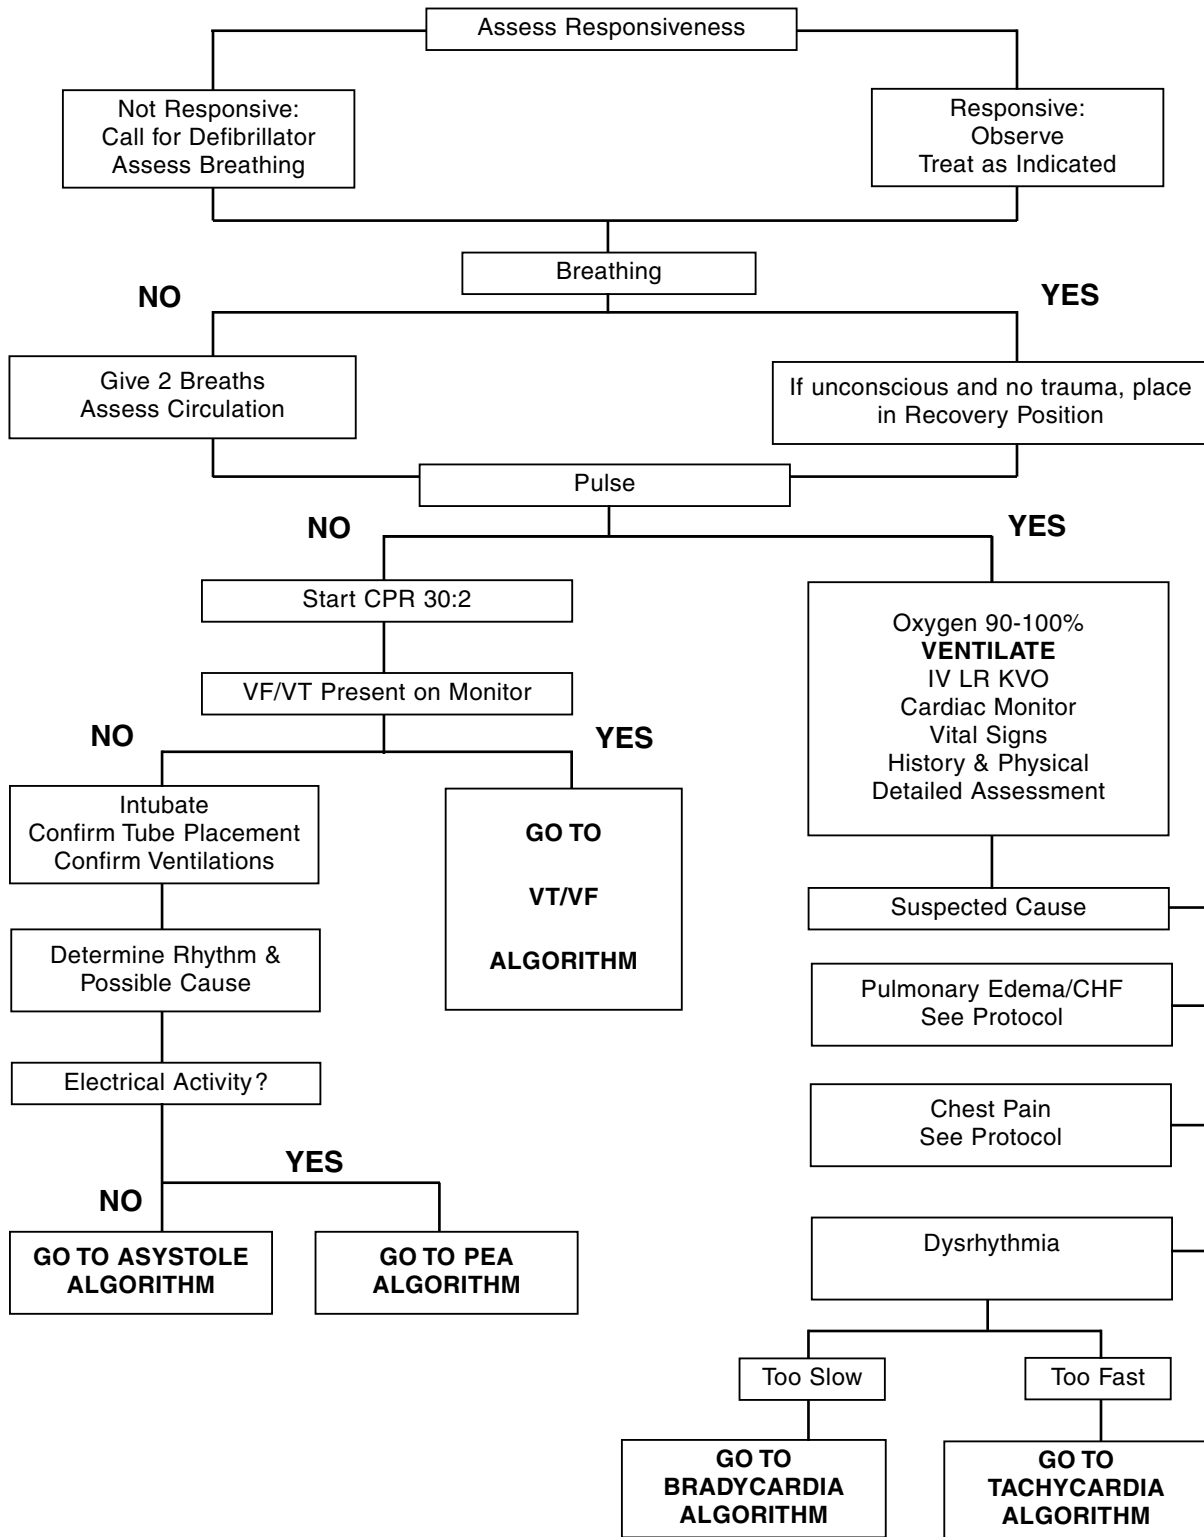 Assess Responsiveness
Not Responsive:
Call for Defibrillator
Assess Breathing
Responsive:
Observe
Treat as Indicated
Breathing
NO
YES
Give 2 Breaths
Assess Circulation
If unconscious and no trauma, place
in Recovery Position
Pulse
NO
YES
Start CPR 30:2
VF/VT Present on Monitor
NO
YES
Intubate
Confirm Tube Placement
Confirm Ventilations
GO TO
VT/VF
ALGORITHM
Determine Rhythm &
Possible Cause
Electrical Activity?
YES
NO
GO TO ASYSTOLE
ALGORITHM
GO TO PEA
ALGORITHM
Oxygen 90-100%
VENTILATE
IV LR KVO
Cardiac Monitor
Vital Signs
History & Physical
Detailed Assessment
Suspected Cause
Pulmonary Edema/CHF
See Protocol
Chest Pain
See Protocol
Dysrhythmia
Too Slow
Too Fast
GO TO
BRADYCARDIA
ALGORITHM
GO TO
TACHYCARDIA
ALGORITHM